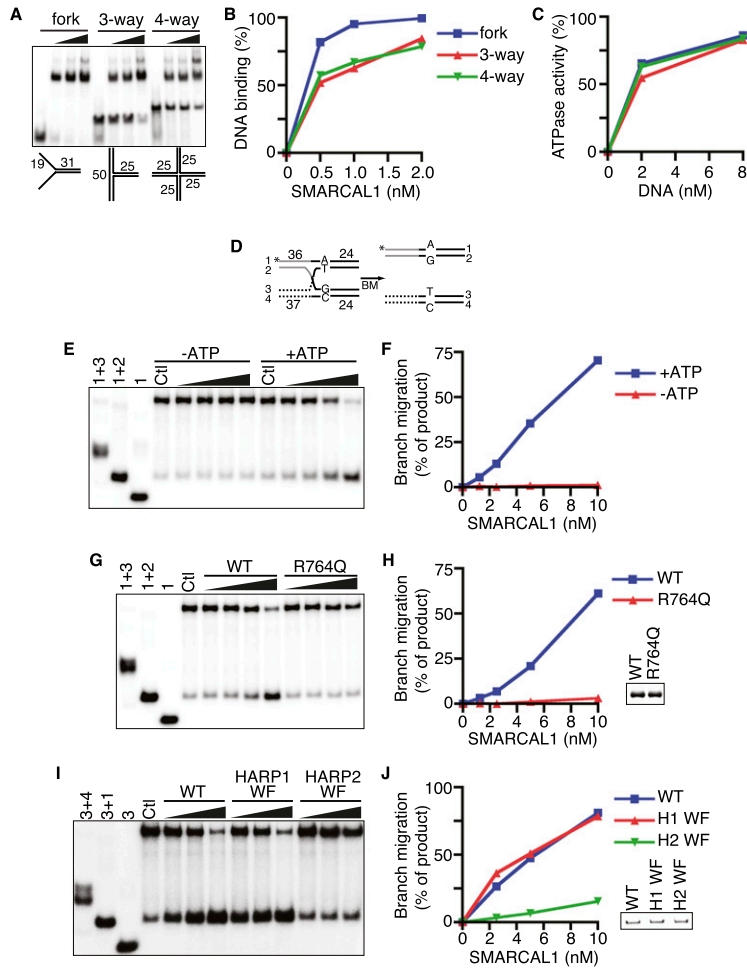 A
fork 3-way 4-way
19 31
50 25
25 25
25 25
B
100
50
0
DNA binding (%)
0 0.5 1.0 1.5 2.0
SMARCAL1 (nM)
fork
3-way
4-way
C
100
50
0
ATPase activity (%)
0 2 4 6 8
DNA (nM)
D
36 24
1 *
2
3
4
A
T
G
C
37 24
BM
* A 1
G 2
T 3
C 4
E
1+3 1+2 1
-ATP +ATP
Ctl Ctl
F
75
50
25
0
Branch migration
(% of product)
0 2 4 6 8 10
SMARCAL1 (nM)
+ATP
-ATP
G
1+3 1+2 1
Ctl WT R764Q
H
75
50
25
0
Branch migration
(% of product)
0 2 4 6 8 10
SMARCAL1 (nM)
WT
R764Q
WT
R764Q
I
3+4 3+1 3
Ctl
WT
HARP1
WF
HARP2
WF
J
100
50
0
Branch migration
(% of product)
0 2 4 6 8 10
SMARCAL1 (nM)
WT
H1 WF
H2 WF
WT
H1 WF
H2 WF